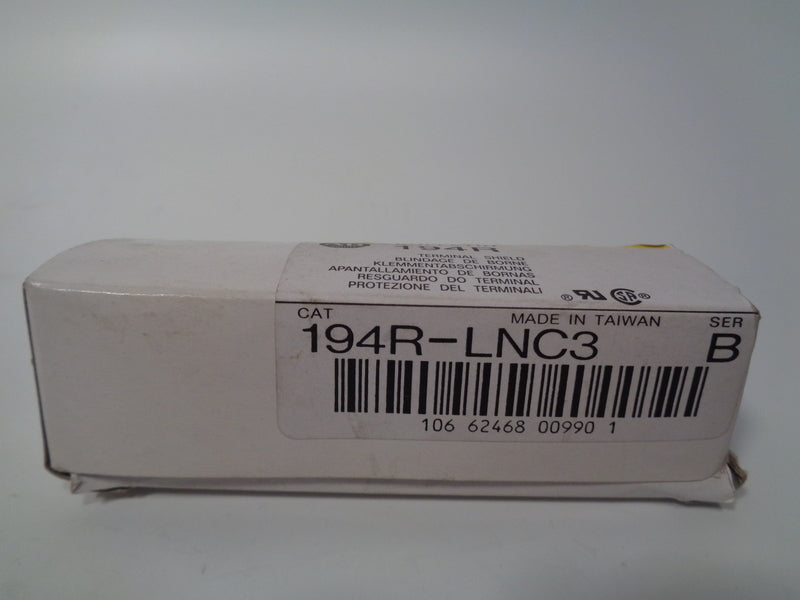 194R
TERMINAL SHIELD
BLINDAGE DE BORNE
KLEMMENTABSCHIRMUNG
APANTALLAMIENTO DE BORNAS
RESGUARDO DO TERMINAL
PROTEZIONE DEL TERMINALI
CAT
MADE IN TAIWAN
SER
194R-LNC3
B
106 62468 00990 1